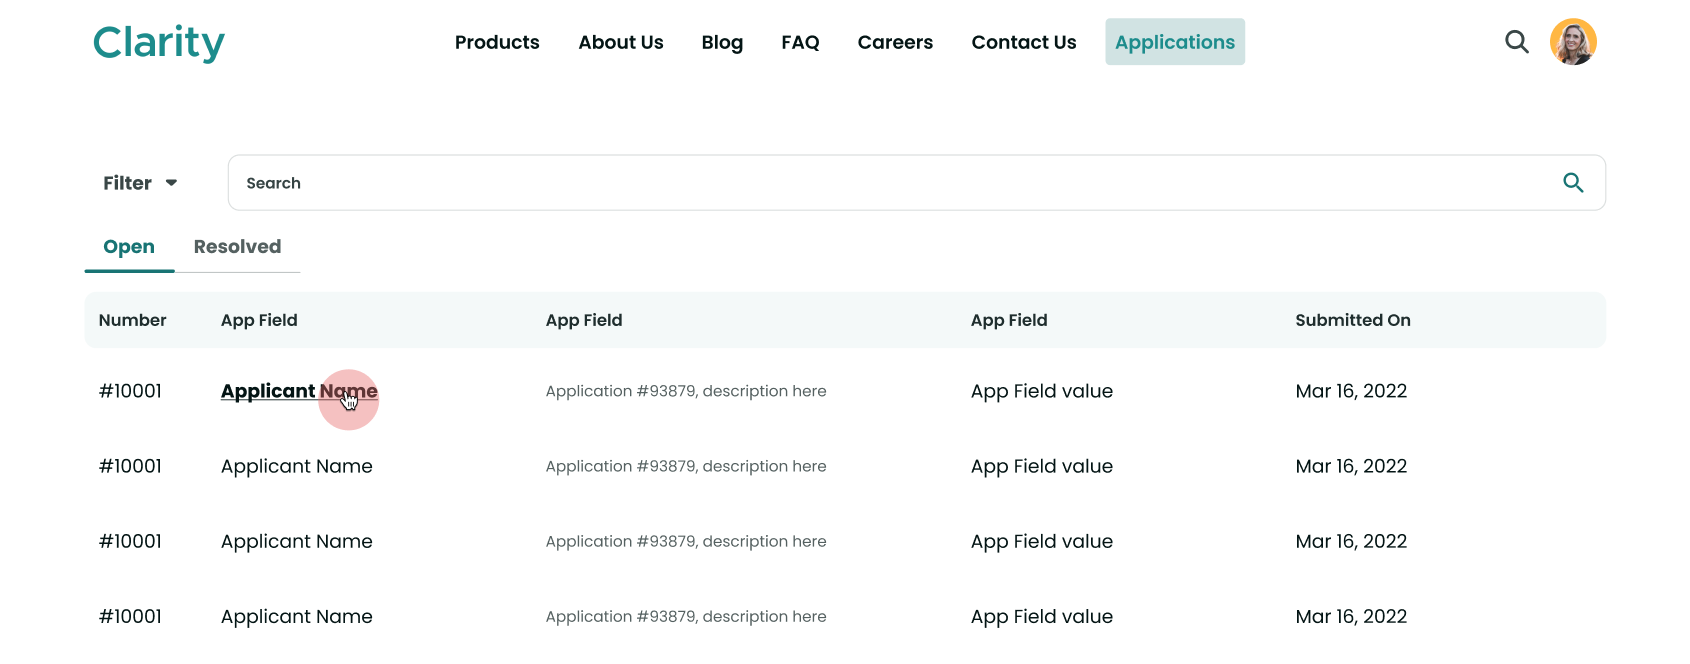 Clarity
Products About Us Blog FAQ Careers Contact Us Applications
Filter Search
Open Resolved
Number App Field App Field App Field Submitted On
#10001 Applicant Name Application #93879, description here App Field value Mar 16, 2022
#10001 Applicant Name Application #93879, description here App Field value Mar 16, 2022
#10001 Applicant Name Application #93879, description here App Field value Mar 16, 2022
#10001 Applicant Name Application #93879, description here App Field value Mar 16, 2022